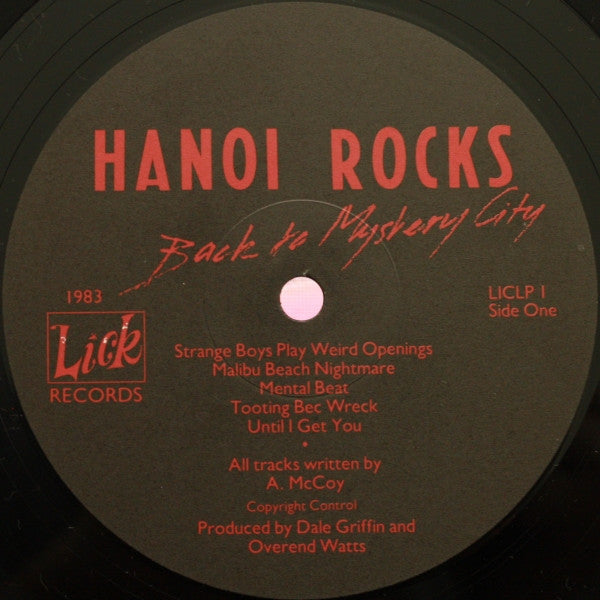 HANOI ROCKS
Back to Mystery City
1983
Lick
RECORDS
LICLP 1
Side One
Strange Boys Play Weird Openings
Malibu Beach Nightmare
Mental Beat
Tooting Bec Wreck
Until I Get You
•
All tracks written by
A. McCoy
Copyright Control
Produced by Dale Griffin and
Overend Watts